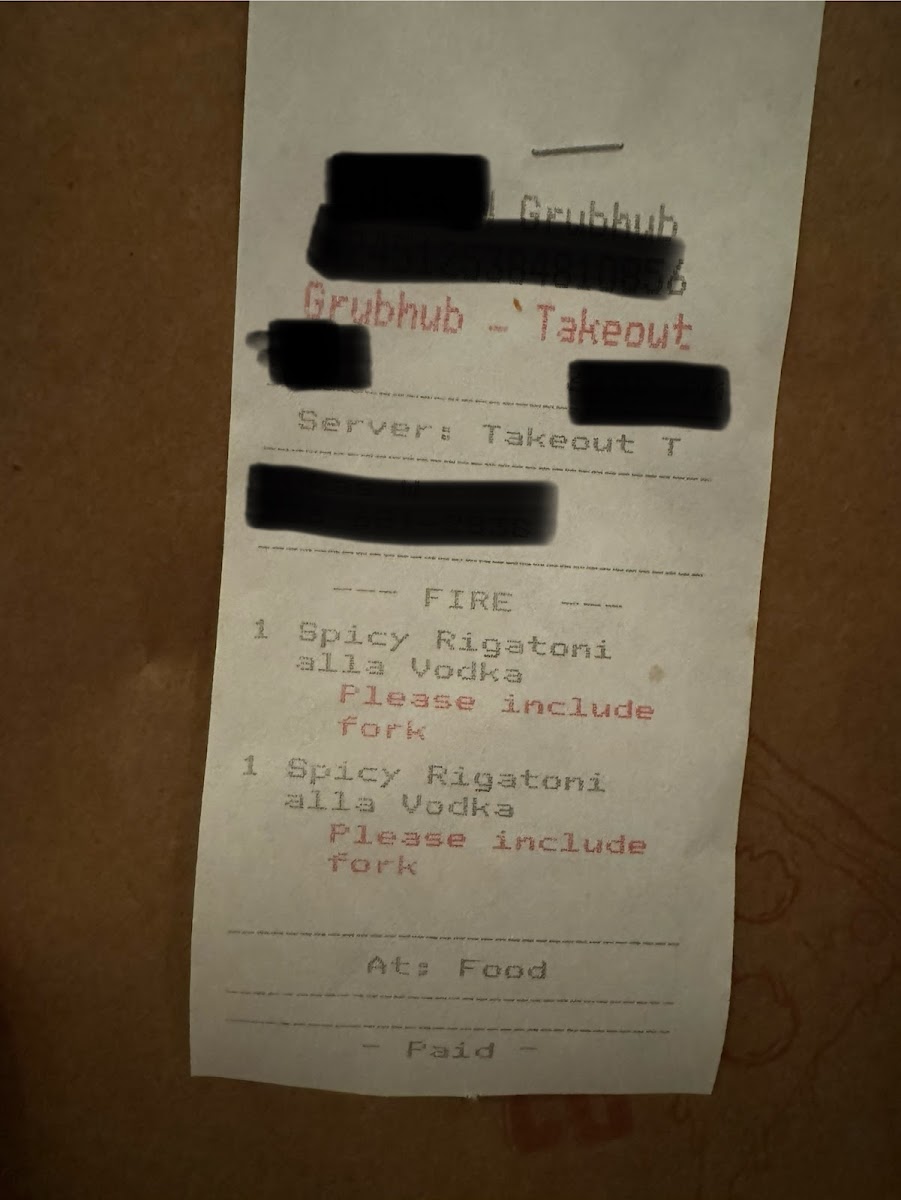 Grubhub
Grubhub - Takeout
Server: Takeout T
--- FIRE ---
1 Spicy Rigatoni
alla Vodka
Please include
fork
1 Spicy Rigatoni
alla Vodka
Please include
fork
At: Food
- Paid -